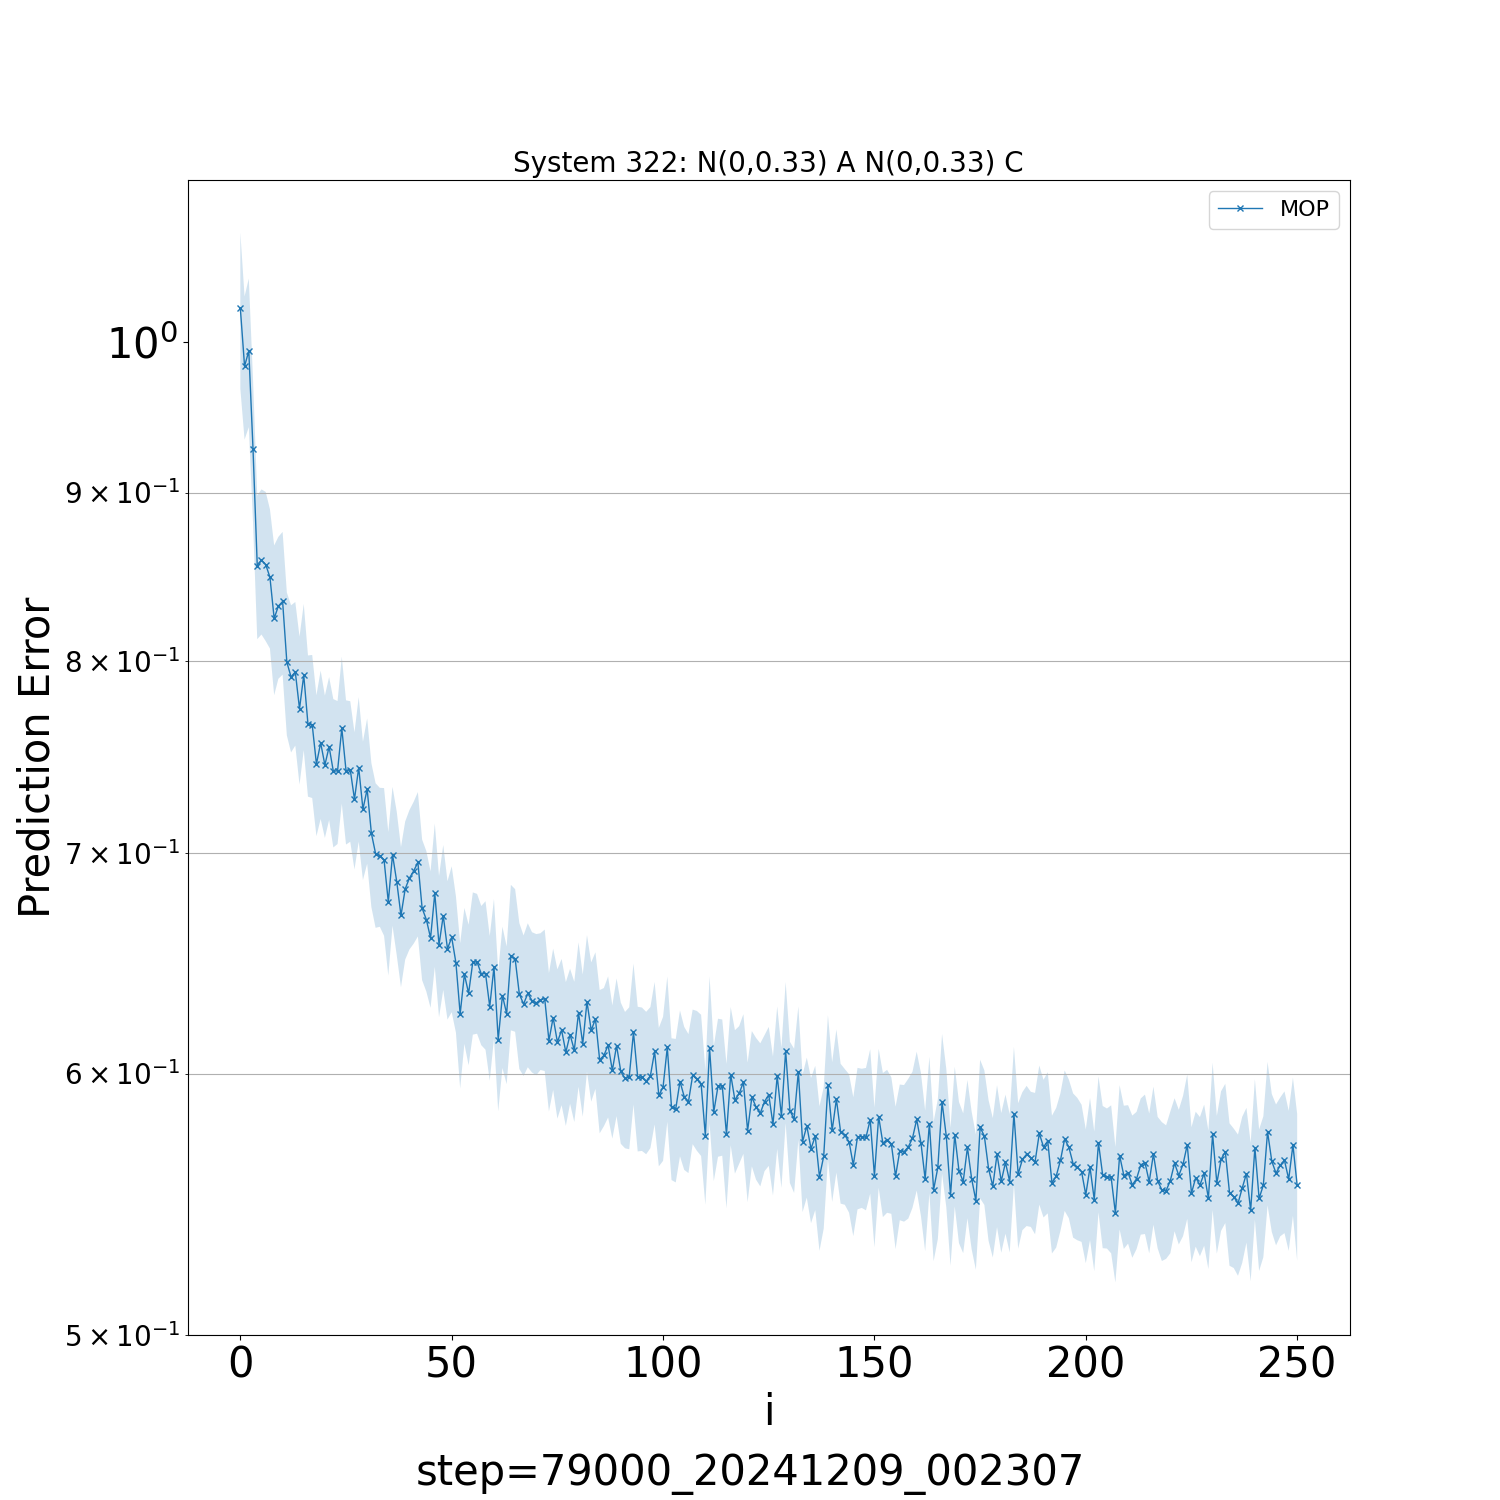 System 322: N(0,0.33) A N(0,0.33) C
MOP
10⁰
9 × 10⁻¹
8 × 10⁻¹
7 × 10⁻¹
6 × 10⁻¹
5 × 10⁻¹
Prediction Error
0 50 100 150 200 250
i
step=79000_20241209_002307